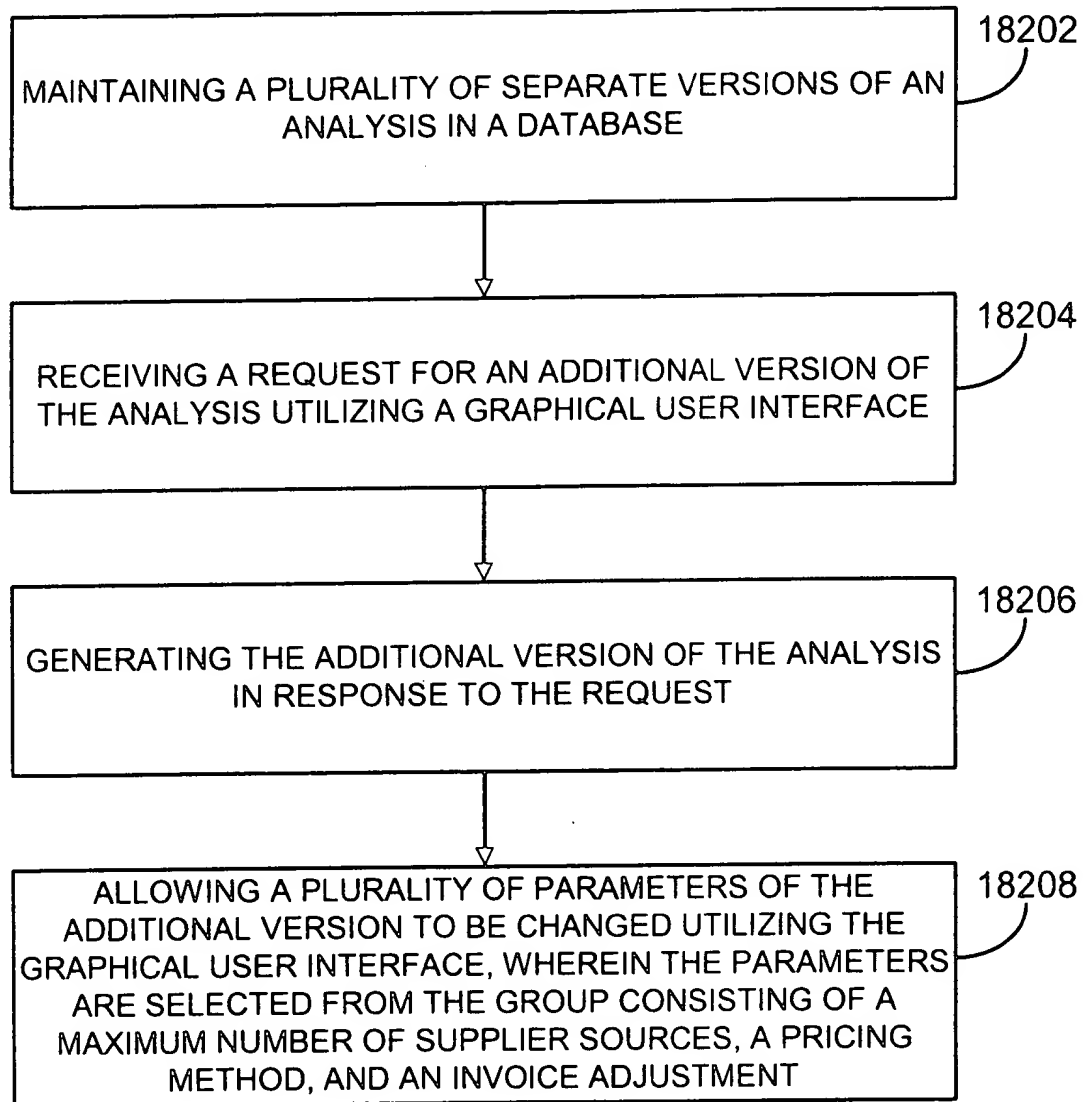 18202
MAINTAINING A PLURALITY OF SEPARATE VERSIONS OF AN
ANALYSIS IN A DATABASE
18204
RECEIVING A REQUEST FOR AN ADDITIONAL VERSION OF
THE ANALYSIS UTILIZING A GRAPHICAL USER INTERFACE
18206
GENERATING THE ADDITIONAL VERSION OF THE ANALYSIS
IN RESPONSE TO THE REQUEST
18208
ALLOWING A PLURALITY OF PARAMETERS OF THE
ADDITIONAL VERSION TO BE CHANGED UTILIZING THE
GRAPHICAL USER INTERFACE, WHEREIN THE PARAMETERS
ARE SELECTED FROM THE GROUP CONSISTING OF A
MAXIMUM NUMBER OF SUPPLIER SOURCES, A PRICING
METHOD, AND AN INVOICE ADJUSTMENT